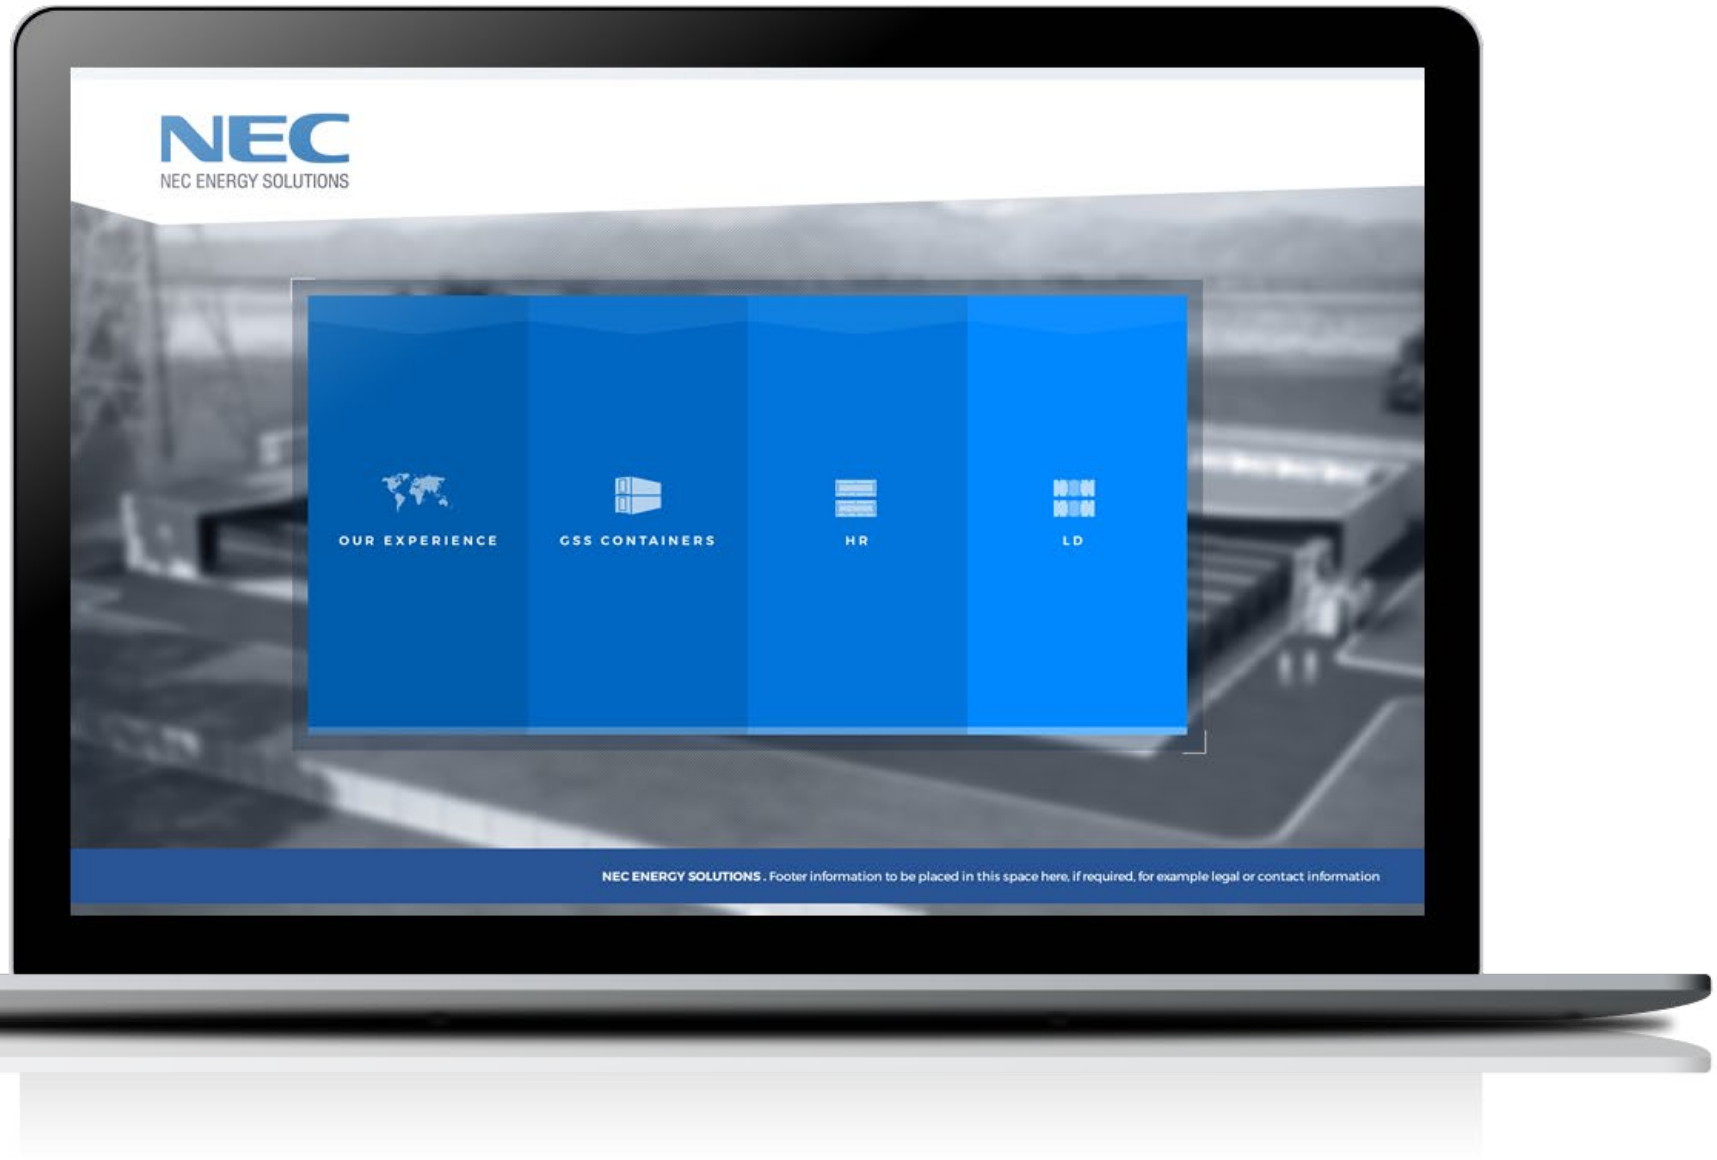 NEC
NEC ENERGY SOLUTIONS
OUR EXPERIENCE
GSS CONTAINERS
HR
LD
NEC ENERGY SOLUTIONS . Footer information to be placed in this space here, if required, for example legal or contact information